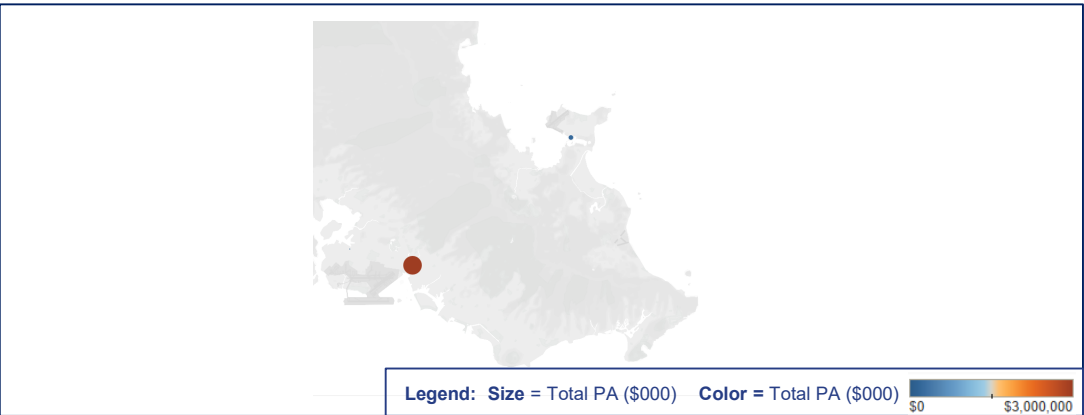 Legend: Size = Total PA ($000) Color = Total PA ($000)
$0 $3,000,000